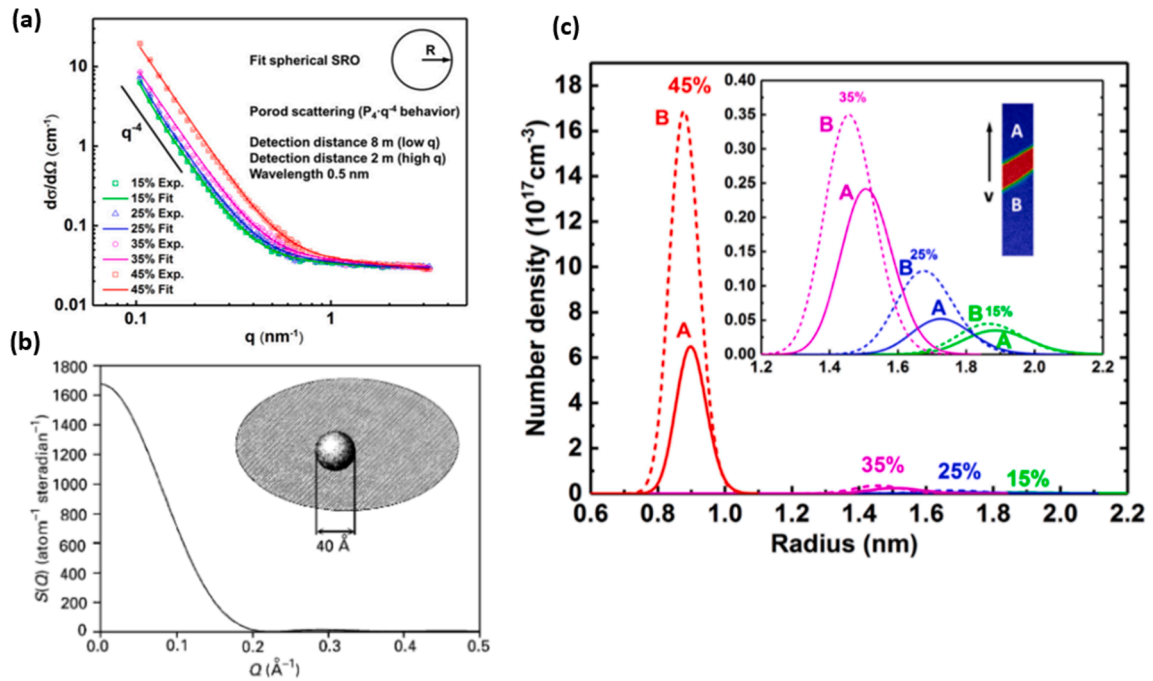 (a)
Fit spherical SRO
R
Porod scattering (P₄·q⁻⁴ behavior)
Detection distance 8 m (low q)
Detection distance 2 m (high q)
Wavelength 0.5 nm
q⁻⁴
15% Exp.
15% Fit
25% Exp.
25% Fit
35% Exp.
35% Fit
45% Exp.
45% Fit
dσ/dΩ (cm⁻¹)
10
1
0.1
0.01
0.1
1
q (nm⁻¹)
(b)
S(Q) (atom⁻¹ steradian⁻¹)
1800
1600
1400
1200
1000
800
600
400
200
0
40 Å
0.0
0.1
0.2
0.3
0.4
0.5
Q (Å⁻¹)
(c)
Number density (10¹⁷cm⁻³)
18
16
14
12
10
8
6
4
2
0
45%
B
A
35%
25%
15%
0.6
0.8
1.0
1.2
1.4
1.6
1.8
2.0
2.2
Radius (nm)
0.40
0.35
0.30
0.25
0.20
0.15
0.10
0.05
0.00
35%
B
A
25%
B
A
B
15%
A
A
B
v
1.2
1.4
1.6
1.8
2.0
2.2